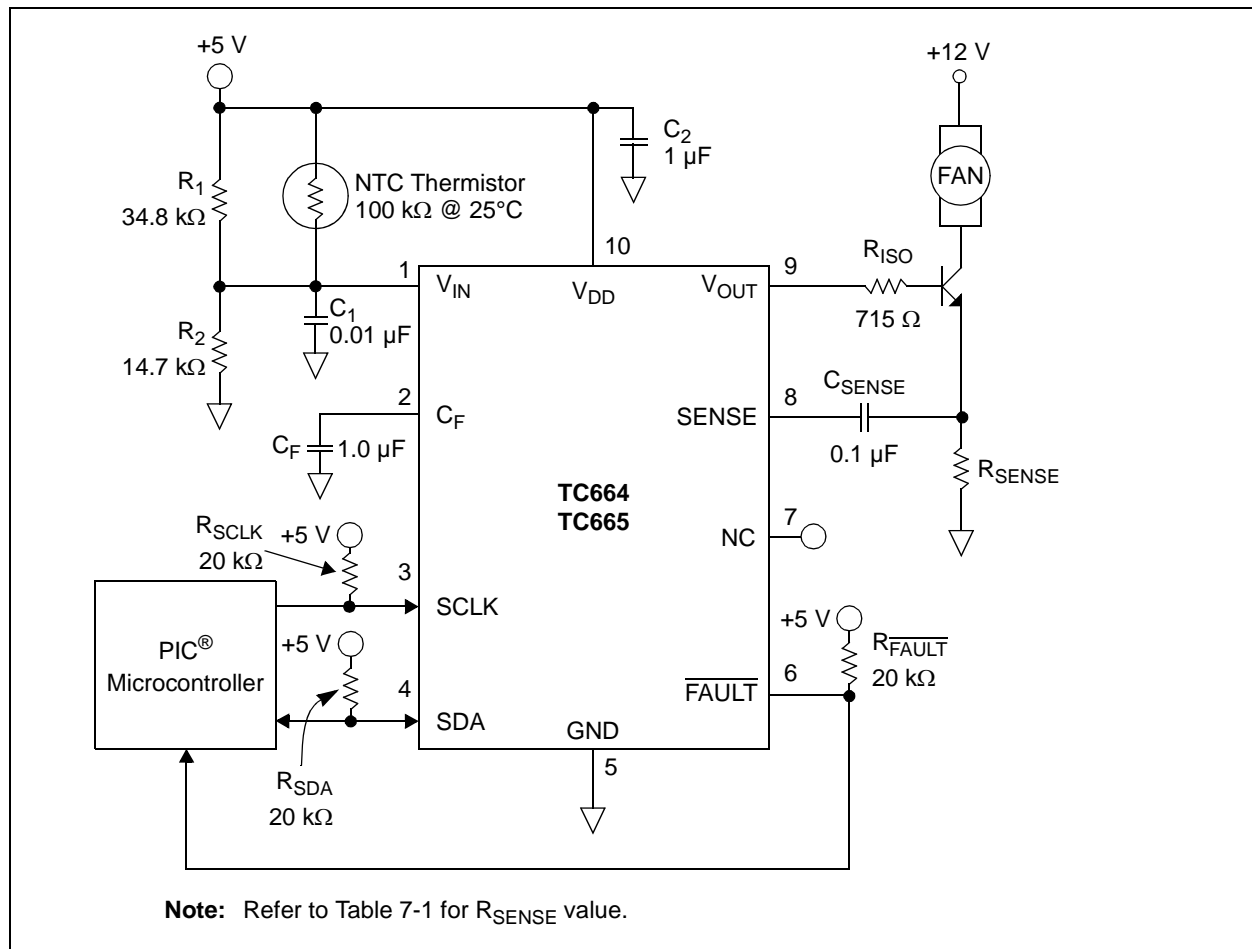 +5 V
+12 V
R1
34.8 kΩ
NTC Thermistor
100 kΩ @ 25°C
C2
1 µF
FAN
R2
14.7 kΩ
C1
0.01 µF
1
VIN
10
VDD
9
VOUT
RISO
715 Ω
2
CF
CF
1.0 µF
8
SENSE
CSENSE
0.1 µF
RSENSE
TC664
TC665
7
NC
RSCLK
20 kΩ
+5 V
3
SCLK
PIC®
Microcontroller
+5 V
4
SDA
RSDA
20 kΩ
GND
5
+5 V
RFAULT
20 kΩ
6
FAULT
Note: Refer to Table 7-1 for RSENSE value.